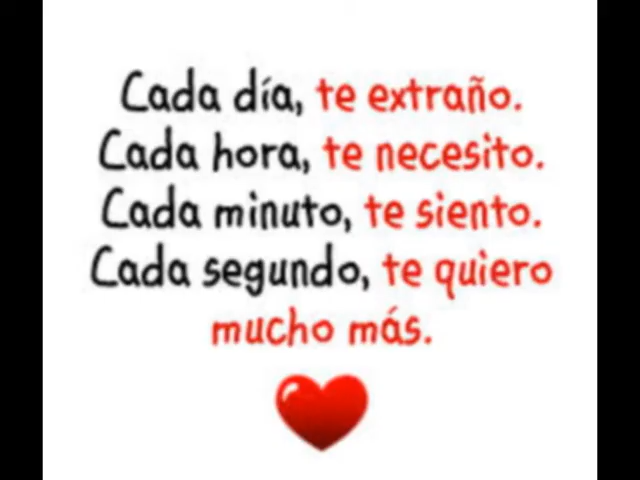 Cada día, te extraño.
Cada hora, te necesito.
Cada minuto, te siento.
Cada segundo, te quiero
mucho más.